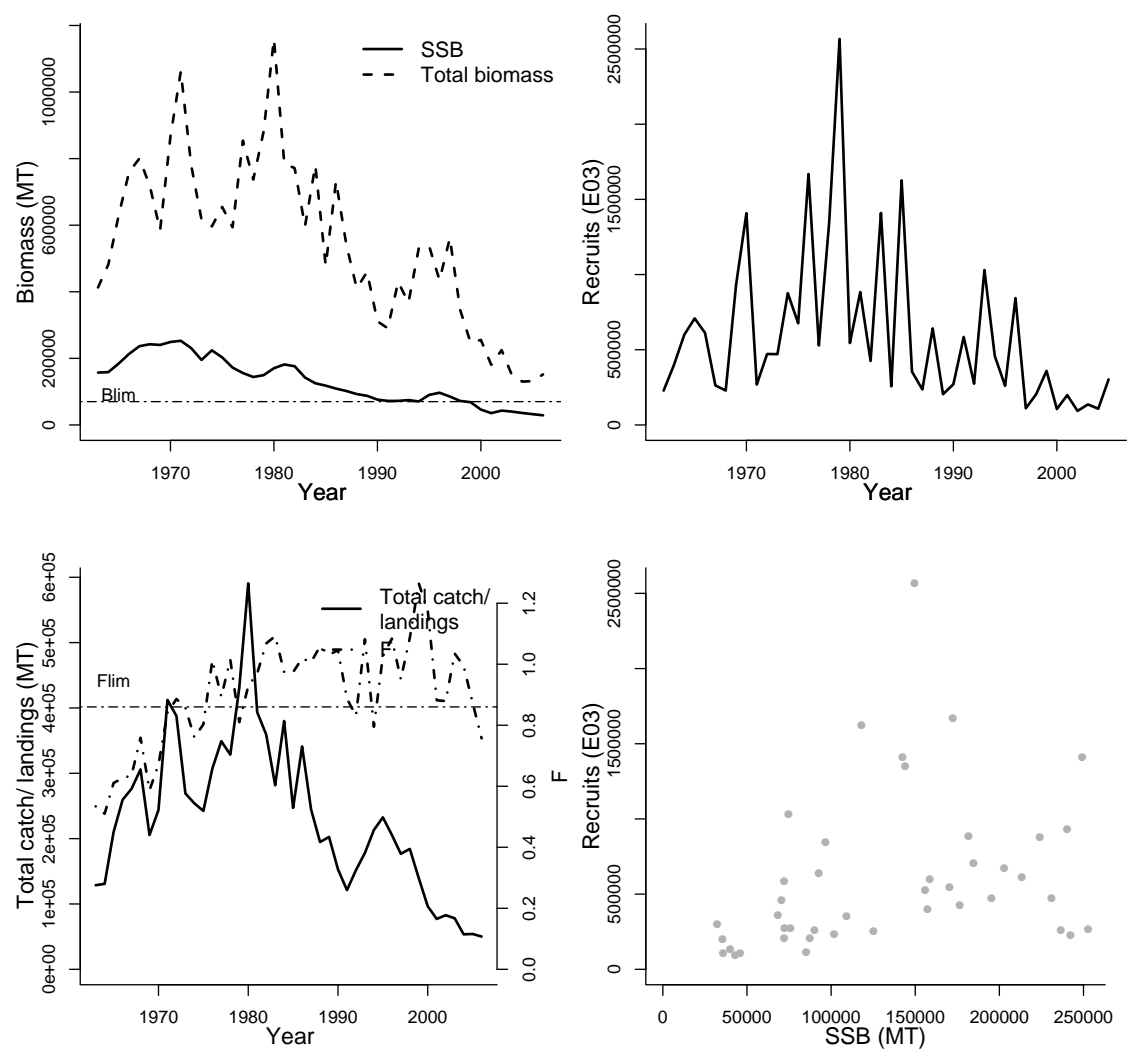 SSB
Total biomass
Biomass (MT)
0
200000
600000
1000000
Blim
1970
1980
1990
2000
Year
Recruits (E03)
0
500000
1500000
2500000
1970
1980
1990
2000
Year
Total catch/ landings (MT)
0e+00
1e+05
2e+05
3e+05
4e+05
5e+05
6e+05
Total catch/
landings
F
Flim
0.0
0.2
0.4
0.6
0.8
1.0
1.2
F
1970
1980
1990
2000
Year
Recruits (E03)
0
500000
1500000
2500000
0
50000
100000
150000
200000
250000
SSB (MT)